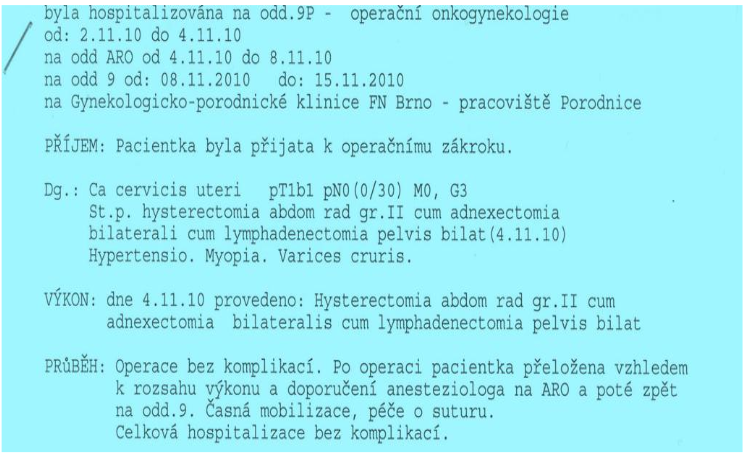 byla hospitalizována na odd.9P - operační onkogynekologie
od: 2.11.10 do 4.11.10
na odd ARO od 4.11.10 do 8.11.10
na odd 9 od: 08.11.2010 do: 15.11.2010
na Gynekologicko-porodnické klinice FN Brno - pracoviště Porodnice
PŘÍJEM: Pacientka byla přijata k operačnímu zákroku.
Dg.: Ca cervicis uteri pT1b1 pN0(0/30) M0, G3
St.p. hysterectomia abdom rad gr.II cum adnexectomia
bilaterali cum lymphadenectomia pelvis bilat(4.11.10)
Hypertensio. Myopia. Varices cruris.
VÝKON: dne 4.11.10 provedeno: Hysterectomia abdom rad gr.II cum
adnexectomia bilateralis cum lymphadenectomia pelvis bilat
PRůBĚH: Operace bez komplikací. Po operaci pacientka přeložena vzhledem
k rozsahu výkonu a doporučení anesteziologa na ARO a poté zpět
na odd.9. Časná mobilizace, péče o suturu.
Celková hospitalizace bez komplikací.